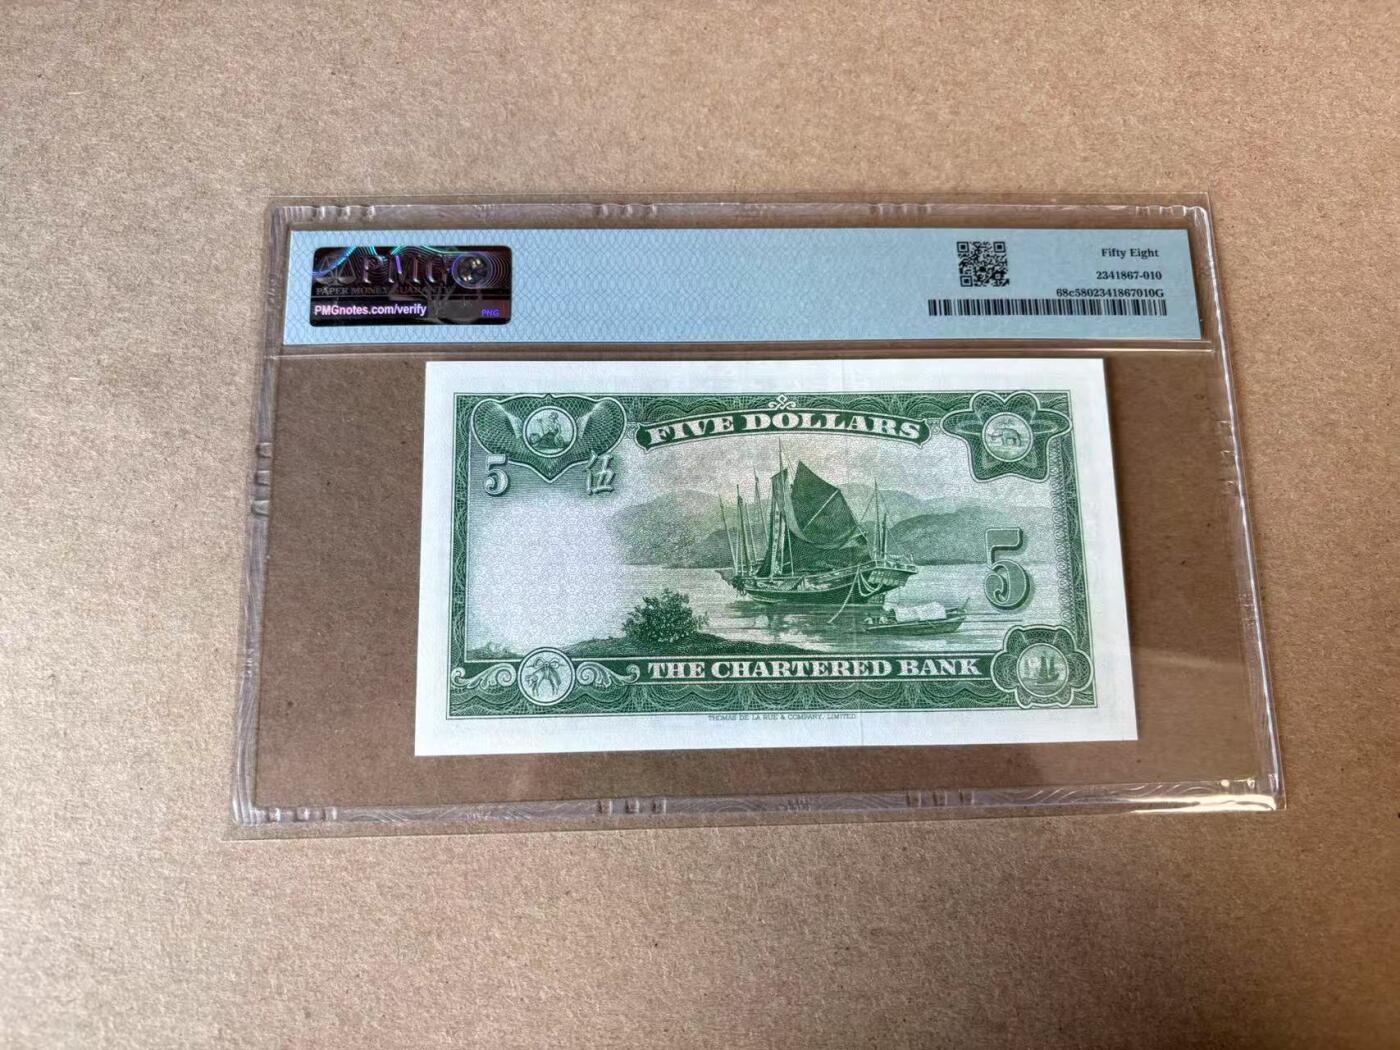 PMG
PAPER MONEY GUARANTY
PMGnotes.com/verify
PNG
Fifty Eight
2341867-010
68c5802341867010G
FIVE DOLLARS
5
伍
5
THE CHARTERED BANK
THOMAS DE LA RUE & COMPANY, LIMITED.